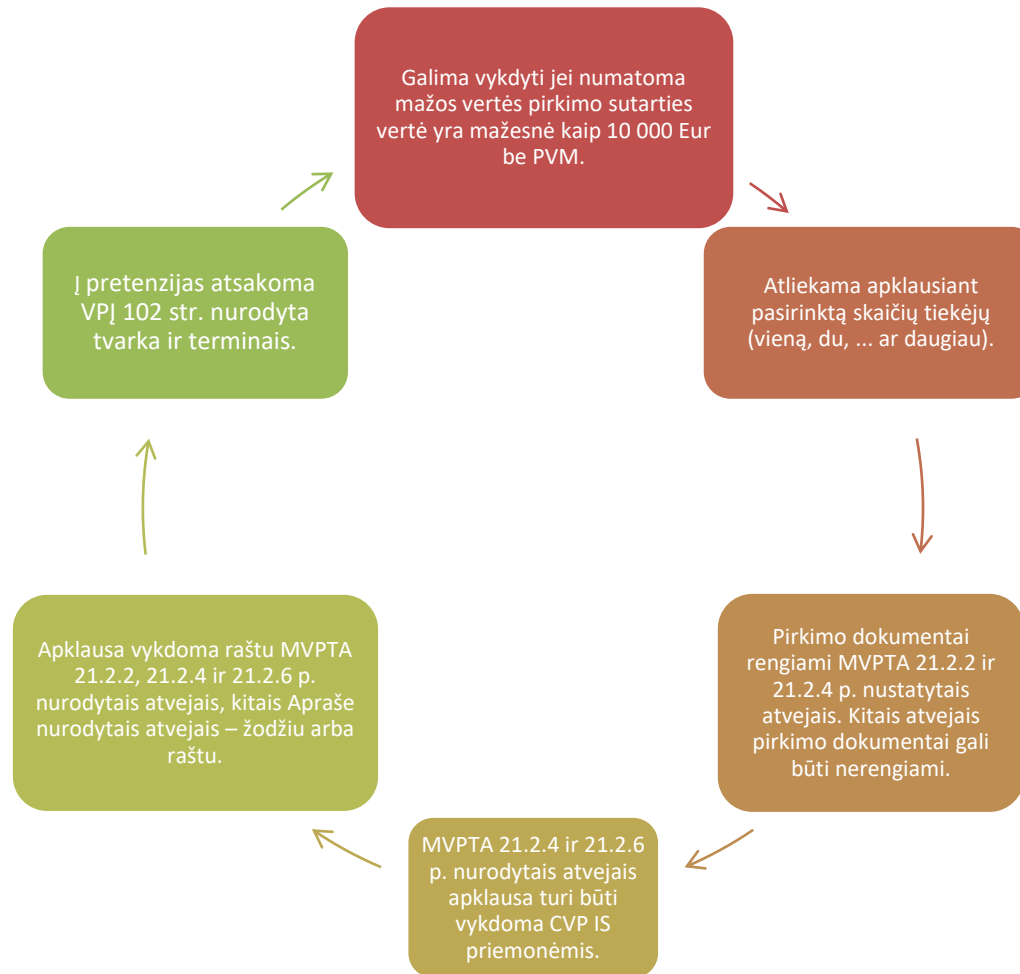 Galima vykdyti jei numatoma
mažos vertės pirkimo sutarties
vertė yra mažesnė kaip 10 000 Eur
be PVM.
Atliekama apklausiant
pasirinktą skaičių tiekėjų
(vieną, du, ... ar daugiau).
Pirkimo dokumentai
rengiami MVPTA 21.2.2 ir
21.2.4 p. nustatytais
atvejais. Kitais atvejais
pirkimo dokumentai gali
būti nerengiami.
MVPTA 21.2.4 ir 21.2.6
p. nurodytais atvejais
apklausa turi būti
vykdoma CVP IS
priemonėmis.
Apklausa vykdoma raštu MVPTA
21.2.2, 21.2.4 ir 21.2.6 p.
nurodytais atvejais, kitais Apraše
nurodytais atvejais – žodžiu arba
raštu.
Į pretenzijas atsakoma
VPĮ 102 str. nurodyta
tvarka ir terminais.